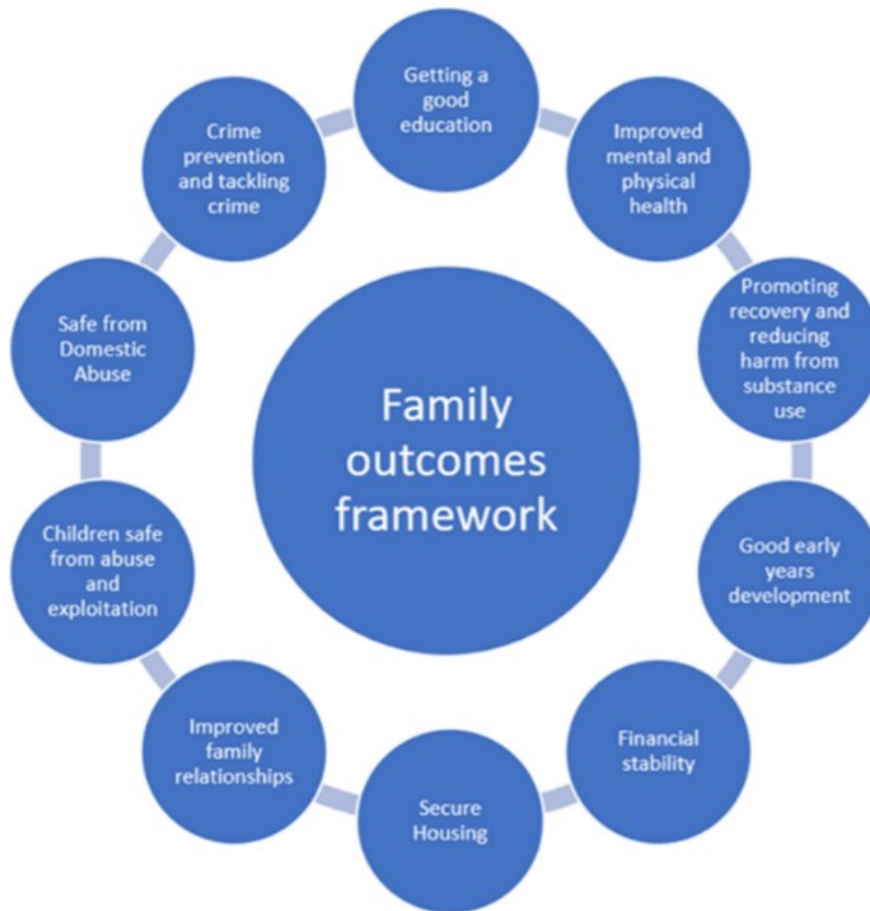 Getting a
good
education
Improved
mental and
physical
health
Promoting
recovery and
reducing
harm from
substance
use
Good early
years
development
Financial
stability
Secure
Housing
Improved
family
relationships
Children safe
from abuse
and
exploitation
Safe from
Domestic
Abuse
Crime
prevention
and tackling
crime
Family
outcomes
framework